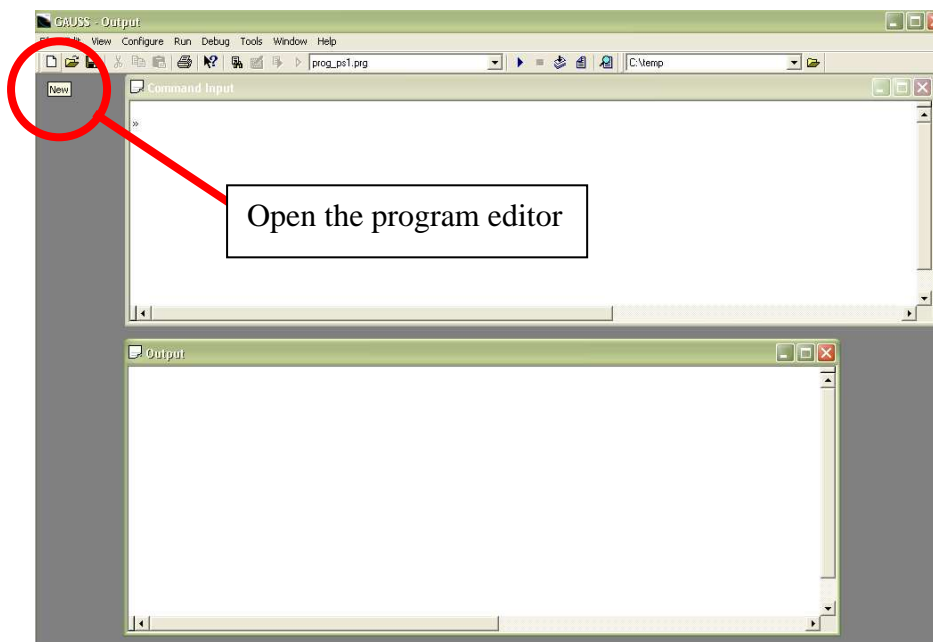 GAUSS - Output
Edit View Configure Run Debug Tools Window Help
prog_ps1.prg C:\temp
New
Command Input
»
Open the program editor
Output